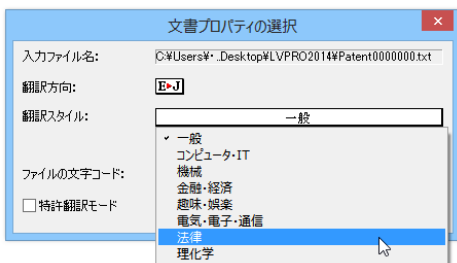 文書プロパティの選択
入力ファイル名: C:¥Users¥・..Desktop¥LVPRO2014¥Patent0000000.txt
翻訳方向: E▸J
翻訳スタイル: 一般
✓ 一般
コンピュータ・IT
機械
ファイルの文字コード:
金融・経済
特許翻訳モード
趣味・娯楽
電気・電子・通信
法律
理化学